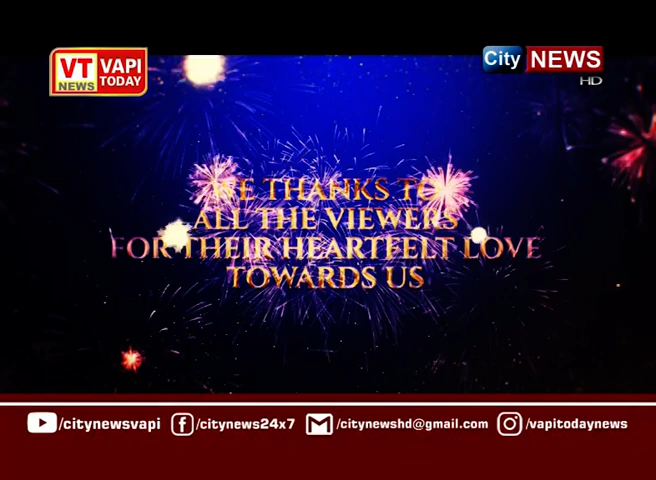 VT
NEWS
VAPI
TODAY
City NEWS
HD
WE THANKS TO
ALL THE VIEWERS
FOR THEIR HEARTFELT LOVE
TOWARDS US
/citynewsvapi /citynews24x7 /citynewshd@gmail.com /vapitodaynews